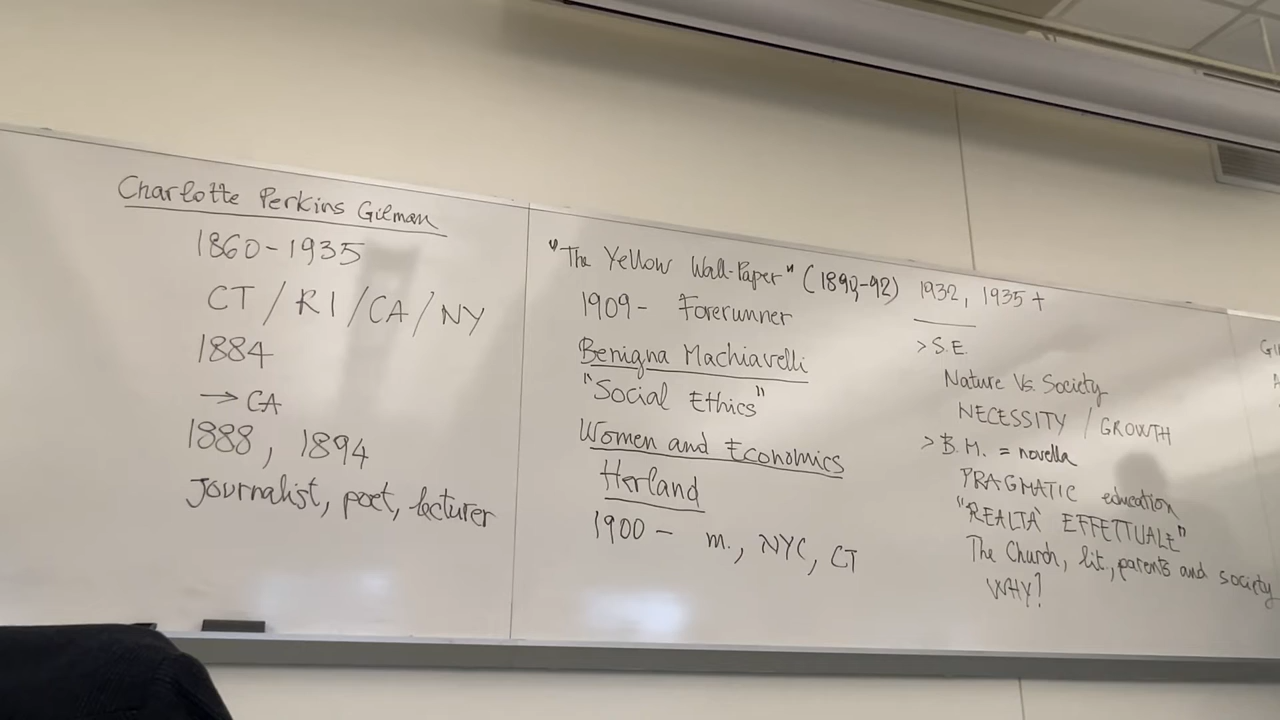 Charlotte Perkins Gilman
1860-1935
CT / RI / CA / NY
1884
→ CA
1888, 1894
Journalist, poet, lecturer
"The Yellow Wall-Paper" (1890-92)
1909- Forerunner
Benigna Machiavelli
"Social Ethics"
Women and Economics
Herland
1900 - m., NYC, CT
1932, 1935 +
> S.E.
Nature Vs. Society
NECESSITY / GROWTH
> B.M. = novella
PRAGMATIC education
"REALTÀ EFFETTUALE"
The Church, lit., parents and society
WHY?